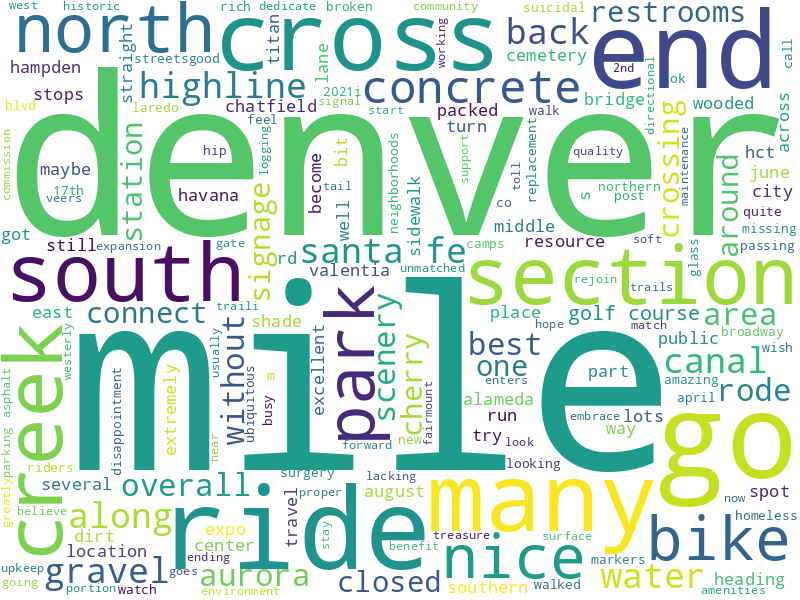 west
historic
rich
dedicate
broken
community
suicidal
north
cross
end
restrooms
back
titan
working
streetsgood
straight
lane
cemetery
2nd
ok
call
hampden
highline
concrete
stops
blvd
laredo
chatfield
2021i
signal
start
packed
turn
walk
bridge
directional
wooded
across
denver
commission
maybe
17th
veers
station
feel
hip
logging
bit
become
havana
tail
well
neighborhoods
sidewalk
support
co
toll
replacement
quality
northern
s
post
crossing
maintenance
around
hct
june
city
quite
missing
passing
got
still
expansion
gate
signage
rd
santa fe
valentia
unmatched
camps
middle
resource
soft
glass
trails
rejoin
south
section
east
connect
westerly
traili
shade
usually
without
ubiquitous
excellent
park
scenery
cherry
place
golf course
area
hope
match
public
broadway
wish
mile
creek
asphalt
disappointment
extremely
m
busy
best
one
part
canal
amazing
april
rode
alameda
enters
embrace
lots
run
way
try
look
fairmount
new
lacking
forward
looking
near
surgery
go
greatly
parking
riders
believe
several
overall
proper
travel
august
many
spot
now
homeless
along
dirt
ride
expo
center
stay
benefit
treasure
nice
surface
bike
location
ending
upkeep
going
gravel
portion
watch
goes
aurora
environment
closed
southern
walked
markers
water
heading
amenities